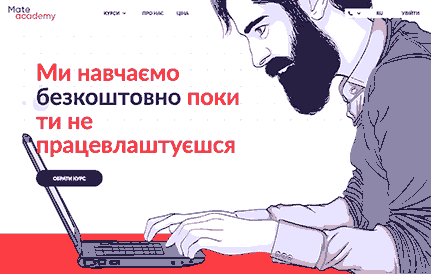 Mate
academy
КУРСИ ПРО НАС ЦІНА
RU УВІЙТИ
Ми навчаємо
безкоштовно поки
ти не
працевлаштуєшся
ОБРАТИ КУРС